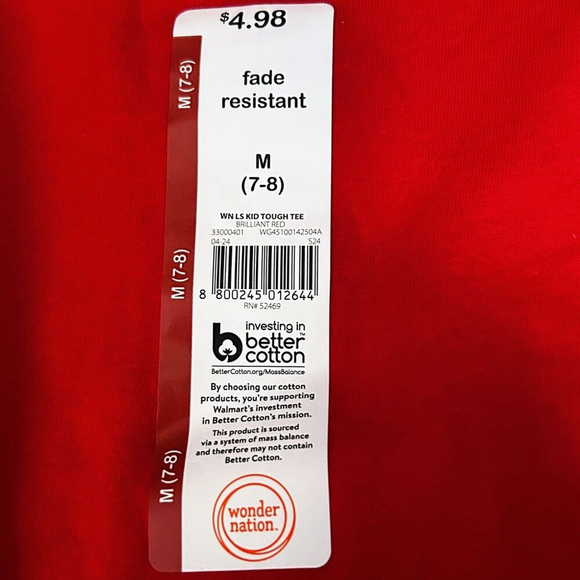 $4.98
fade
resistant
M (7-8)
M
(7-8)
WN LS KID TOUGH TEE
BRILLIANT RED
33000401 WG45100142504A
04-24 S24
M (7-8)
8 800245 012644
RN# 52469
investing in
better™
cotton
BetterCotton.org/MassBalance
By choosing our cotton
products, you're supporting
Walmart's investment
in Better Cotton's mission.
This product is sourced
via a system of mass balance
and therefore may not contain
Better Cotton.
M (7-8)
wonder
nation™